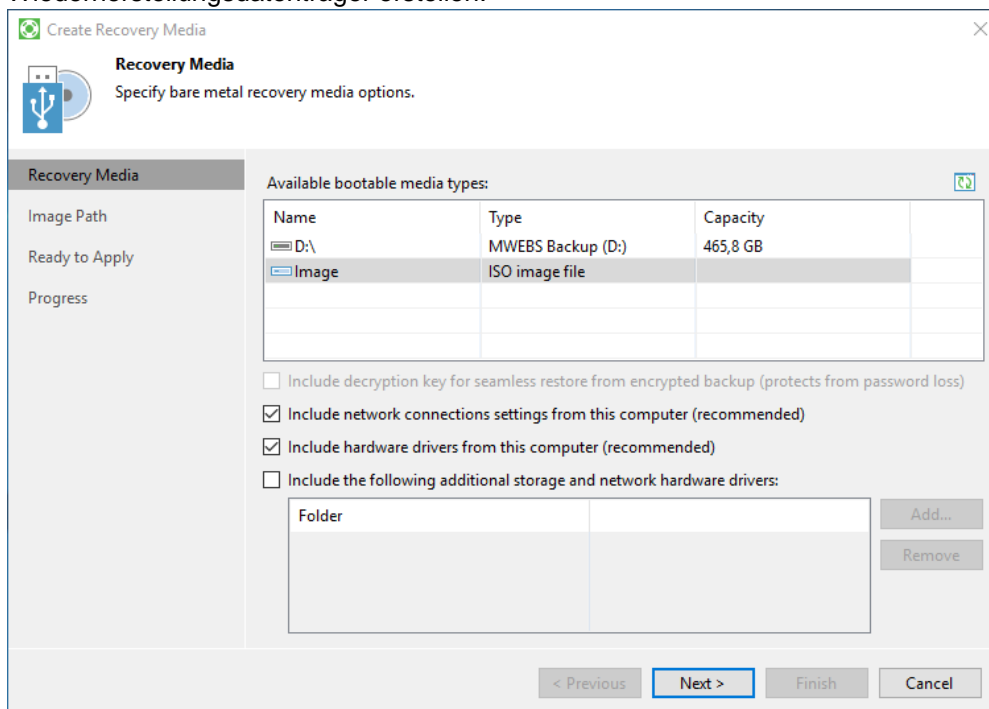 Wiederherstellungsdatenträger erstellen.
Create Recovery Media
Recovery Media
Specify bare metal recovery media options.
Recovery Media
Image Path
Ready to Apply
Progress
Available bootable media types:
Name Type Capacity
D:\ MWEBS Backup (D:) 465,8 GB
Image ISO image file
Include decryption key for seamless restore from encrypted backup (protects from password loss)
Include network connections settings from this computer (recommended)
Include hardware drivers from this computer (recommended)
Include the following additional storage and network hardware drivers:
Folder
Add...
Remove
< Previous Next > Finish Cancel